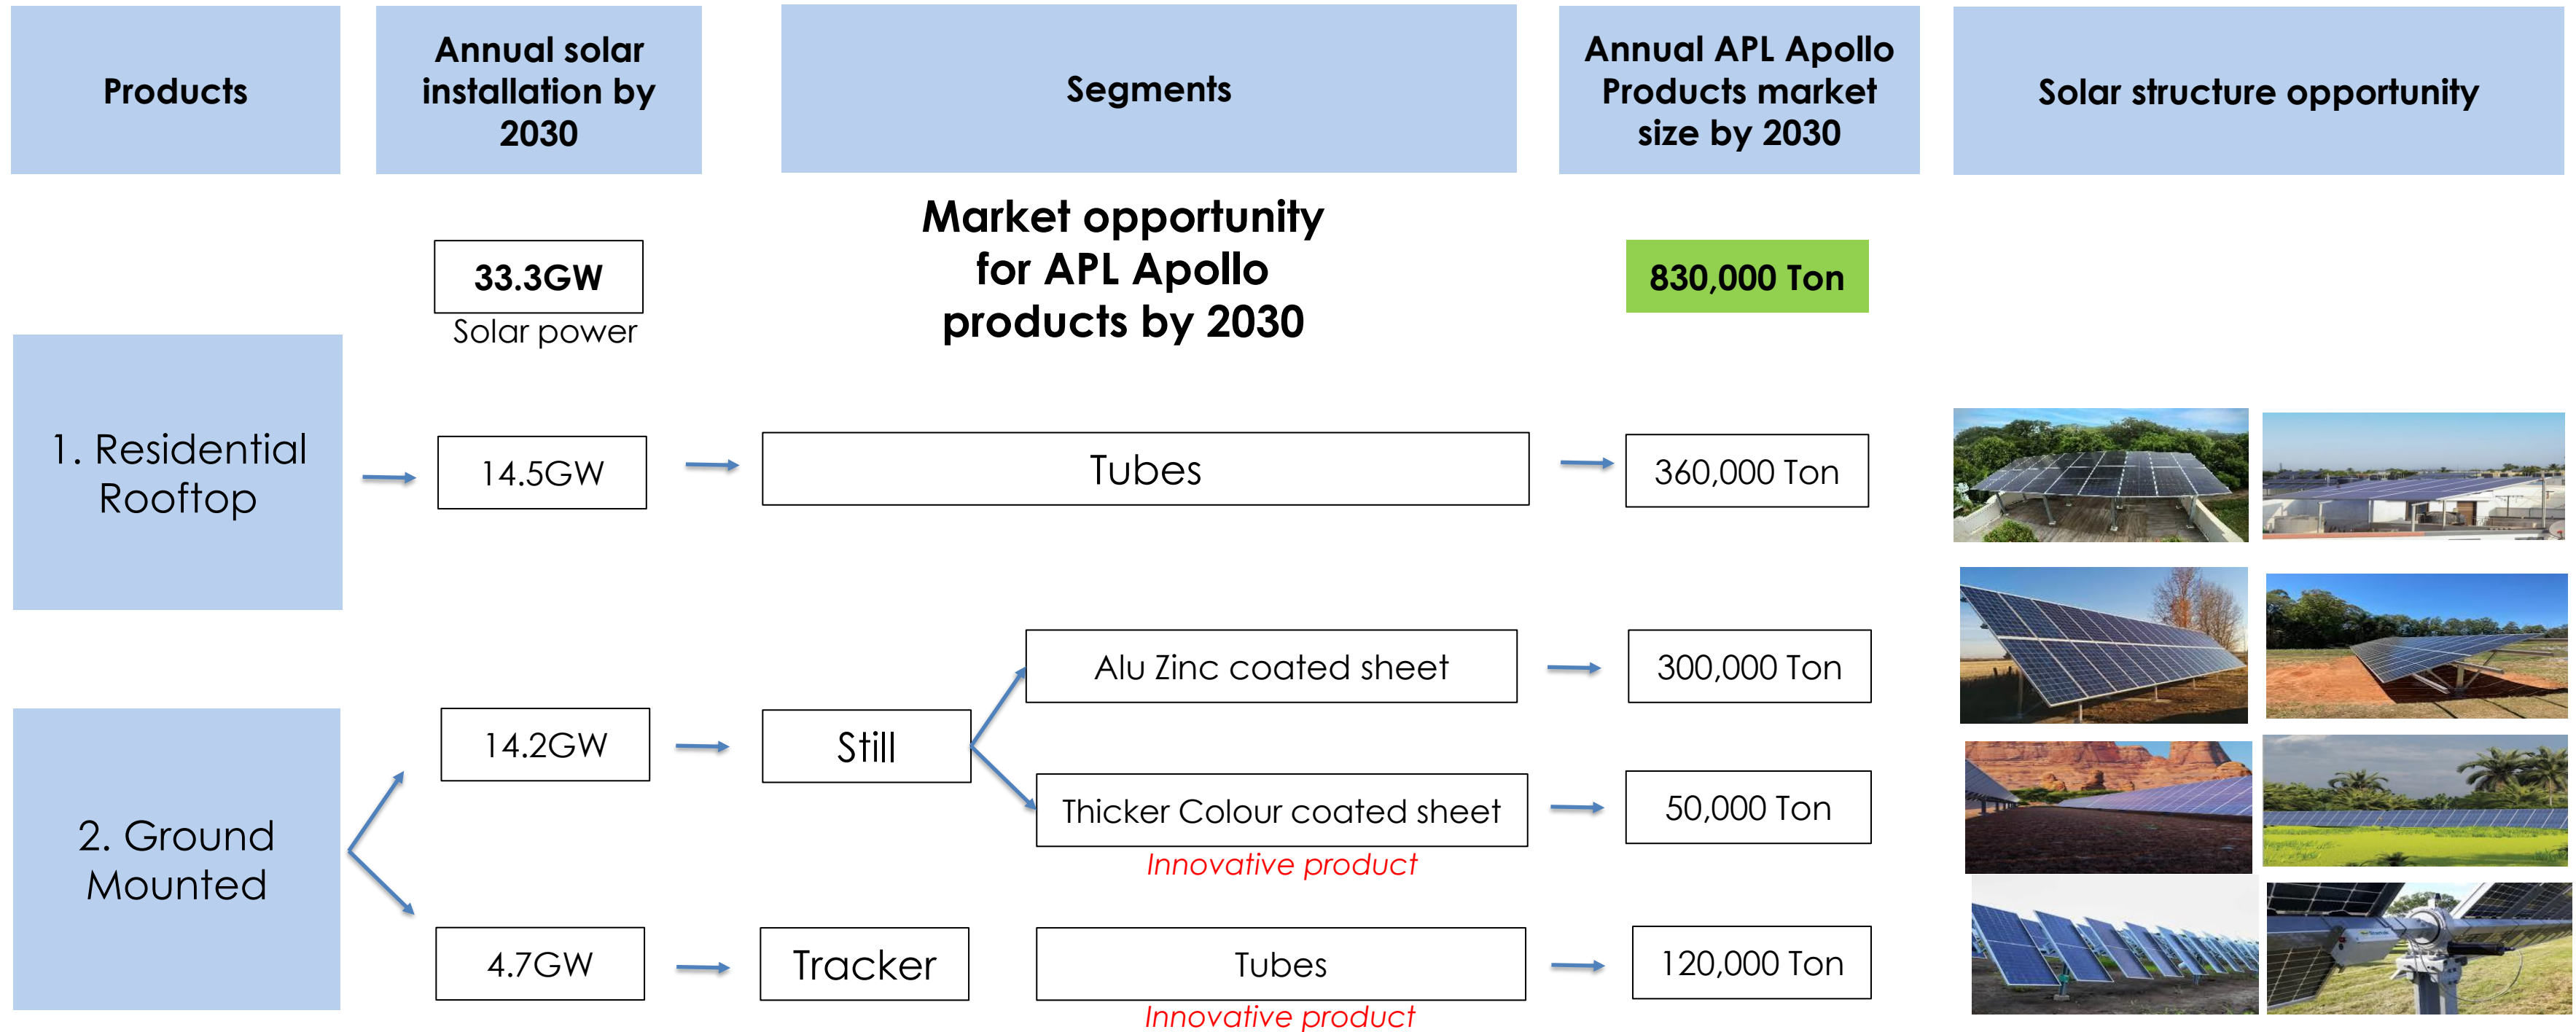 Products
Annual solar
installation by
2030
Segments
Annual APL Apollo
Products market
size by 2030
Solar structure opportunity
33.3GW
Solar power
Market opportunity
for APL Apollo
products by 2030
830,000 Ton
1. Residential
Rooftop
14.5GW
Tubes
360,000 Ton
2. Ground
Mounted
14.2GW
Still
Alu Zinc coated sheet
300,000 Ton
Thicker Colour coated sheet
Innovative product
50,000 Ton
4.7GW
Tracker
Tubes
Innovative product
120,000 Ton